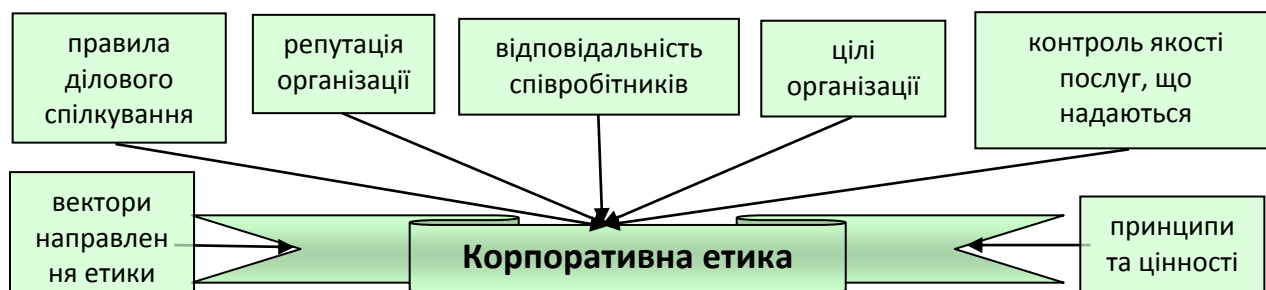 правила
ділового
спілкування
репутація
організації
відповідальність
співробітників
цілі
організації
контроль якості
послуг, що
надаються
вектори
направлен
ня етики
Корпоративна етика
принципи
та цінності